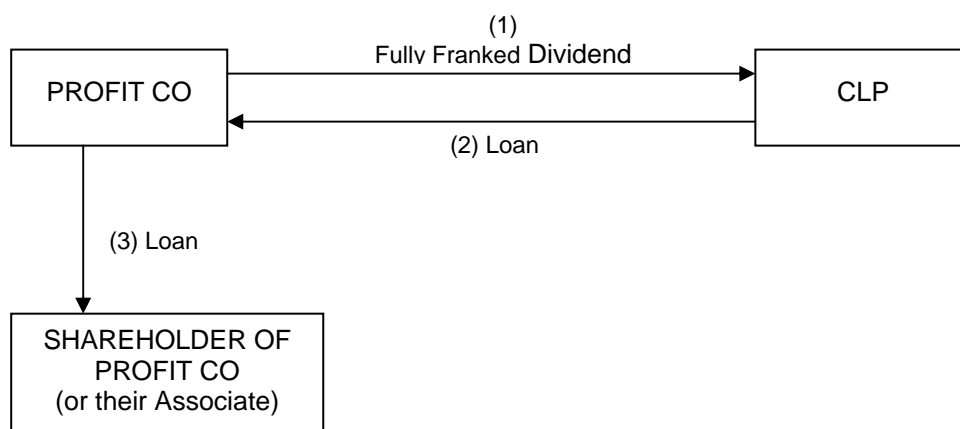 (1)
Fully Franked Dividend
PROFIT CO
CLP
(2) Loan
(3) Loan
SHAREHOLDER OF
PROFIT CO
(or their Associate)